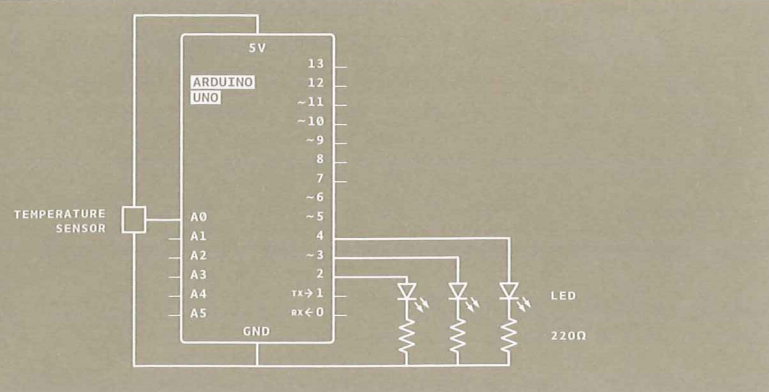 5V
ARDUINO
UNO
13
12
~11
~10
~9
8
7
~6
~5
4
~3
2
TX→1
RX←0
TEMPERATURE
SENSOR
A0
A1
A2
A3
A4
A5
GND
LED
220Ω